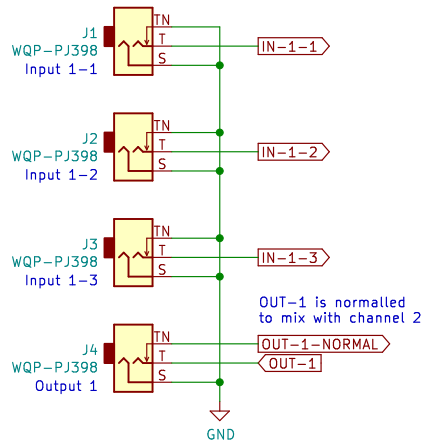 TN
J1
T
IN-1-1
WQP-PJ398
S
Input 1-1
TN
J2
T
IN-1-2
WQP-PJ398
S
Input 1-2
TN
J3
T
IN-1-3
WQP-PJ398
S
Input 1-3
OUT-1 is normalled
to mix with channel 2
TN
OUT-1-NORMAL
J4
T
OUT-1
WQP-PJ398
S
Output 1
GND